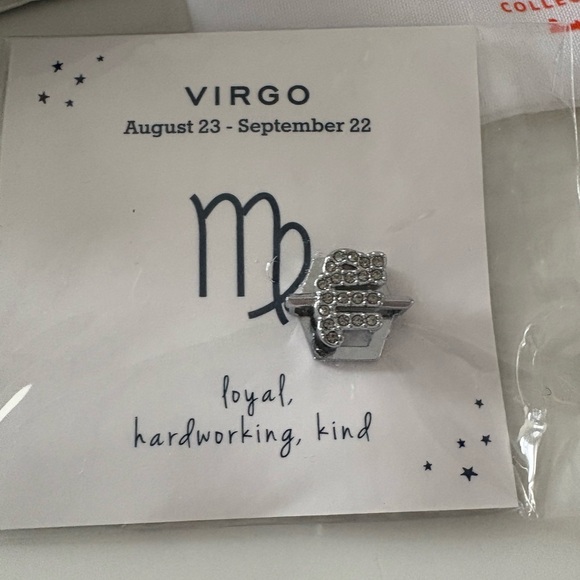 VIRGO
August 23 - September 22
loyal,
hardworking, kind